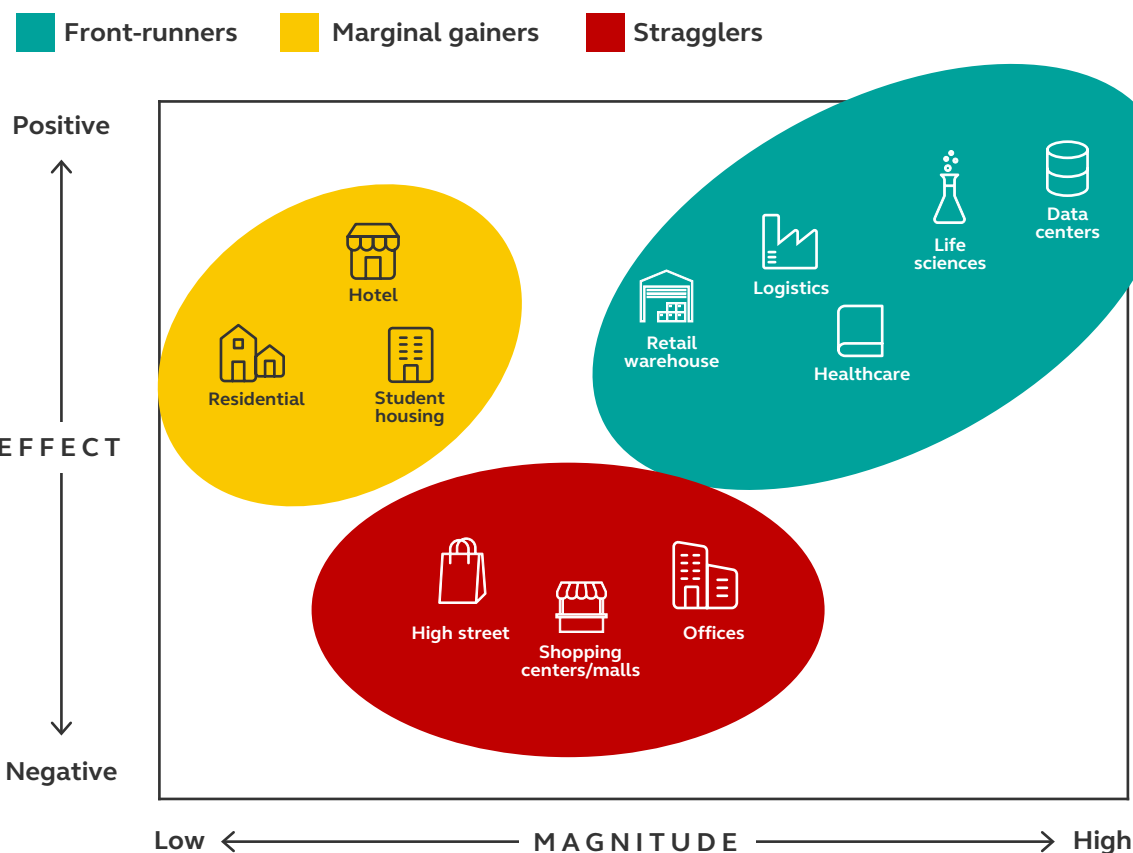 Front-runners
Marginal gainers
Stragglers
Positive
EFFECT
Negative
Hotel
Residential
Student
housing
Retail
warehouse
Logistics
Healthcare
Life
sciences
Data
centers
High street
Shopping
centers/malls
Offices
Low
MAGNITUDE
High